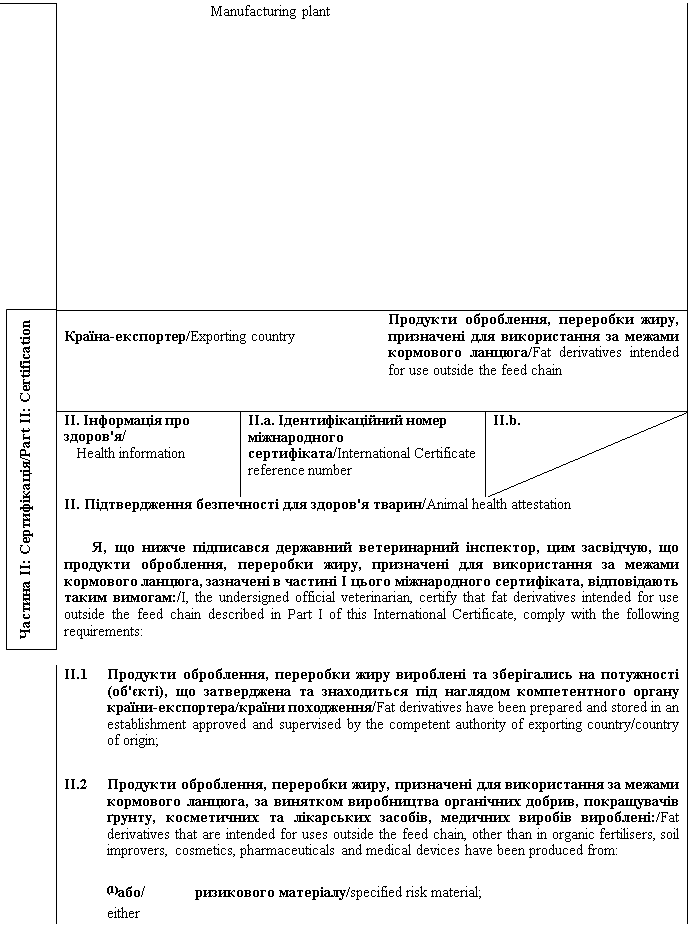 Manufacturing plant
Частина II: Сертифікація/Part II: Certification
Країна-експортер/Exporting country
Продукти оброблення, переробки жиру,
призначені для використання за межами
кормового ланцюга/Fat derivatives intended
for use outside the feed chain
II. Інформація про
здоров'я/
Health information
II.a. Ідентифікаційний номер
міжнародного
сертифіката/International Certificate
reference number
II.b.
II. Підтвердження безпечності для здоров'я тварин/Animal health attestation
Я, що нижче підписався державний ветеринарний інспектор, цим засвідчую, що
продукти оброблення, переробки жиру, призначені для використання за межами
кормового ланцюга, зазначені в частині I цього міжнародного сертифіката, відповідають
таким вимогам:/I, the undersigned official veterinarian, certify that fat derivatives intended for use
outside the feed chain described in Part I of this International Certificate, comply with the following
requirements:
II.1 Продукти оброблення, переробки жиру вироблені та зберігались на потужності
(об'єкті), що затверджена та знаходиться під наглядом компетентного органу
країни-експортера/країни походження/Fat derivatives have been prepared and stored in an
establishment approved and supervised by the competent authority of exporting country/country
of origin;
II.2 Продукти оброблення, переробки жиру, призначені для використання за межами
кормового ланцюга, за винятком виробництва органічних добрив, покращувачів
ґрунту, косметичних та лікарських засобів, медичних виробів вироблені:/Fat
derivatives that are intended for uses outside the feed chain, other than in organic fertilisers, soil
improvers, cosmetics, pharmaceuticals and medical devices have been produced from:
(1)або/ ризикового матеріалу/specified risk material;
either